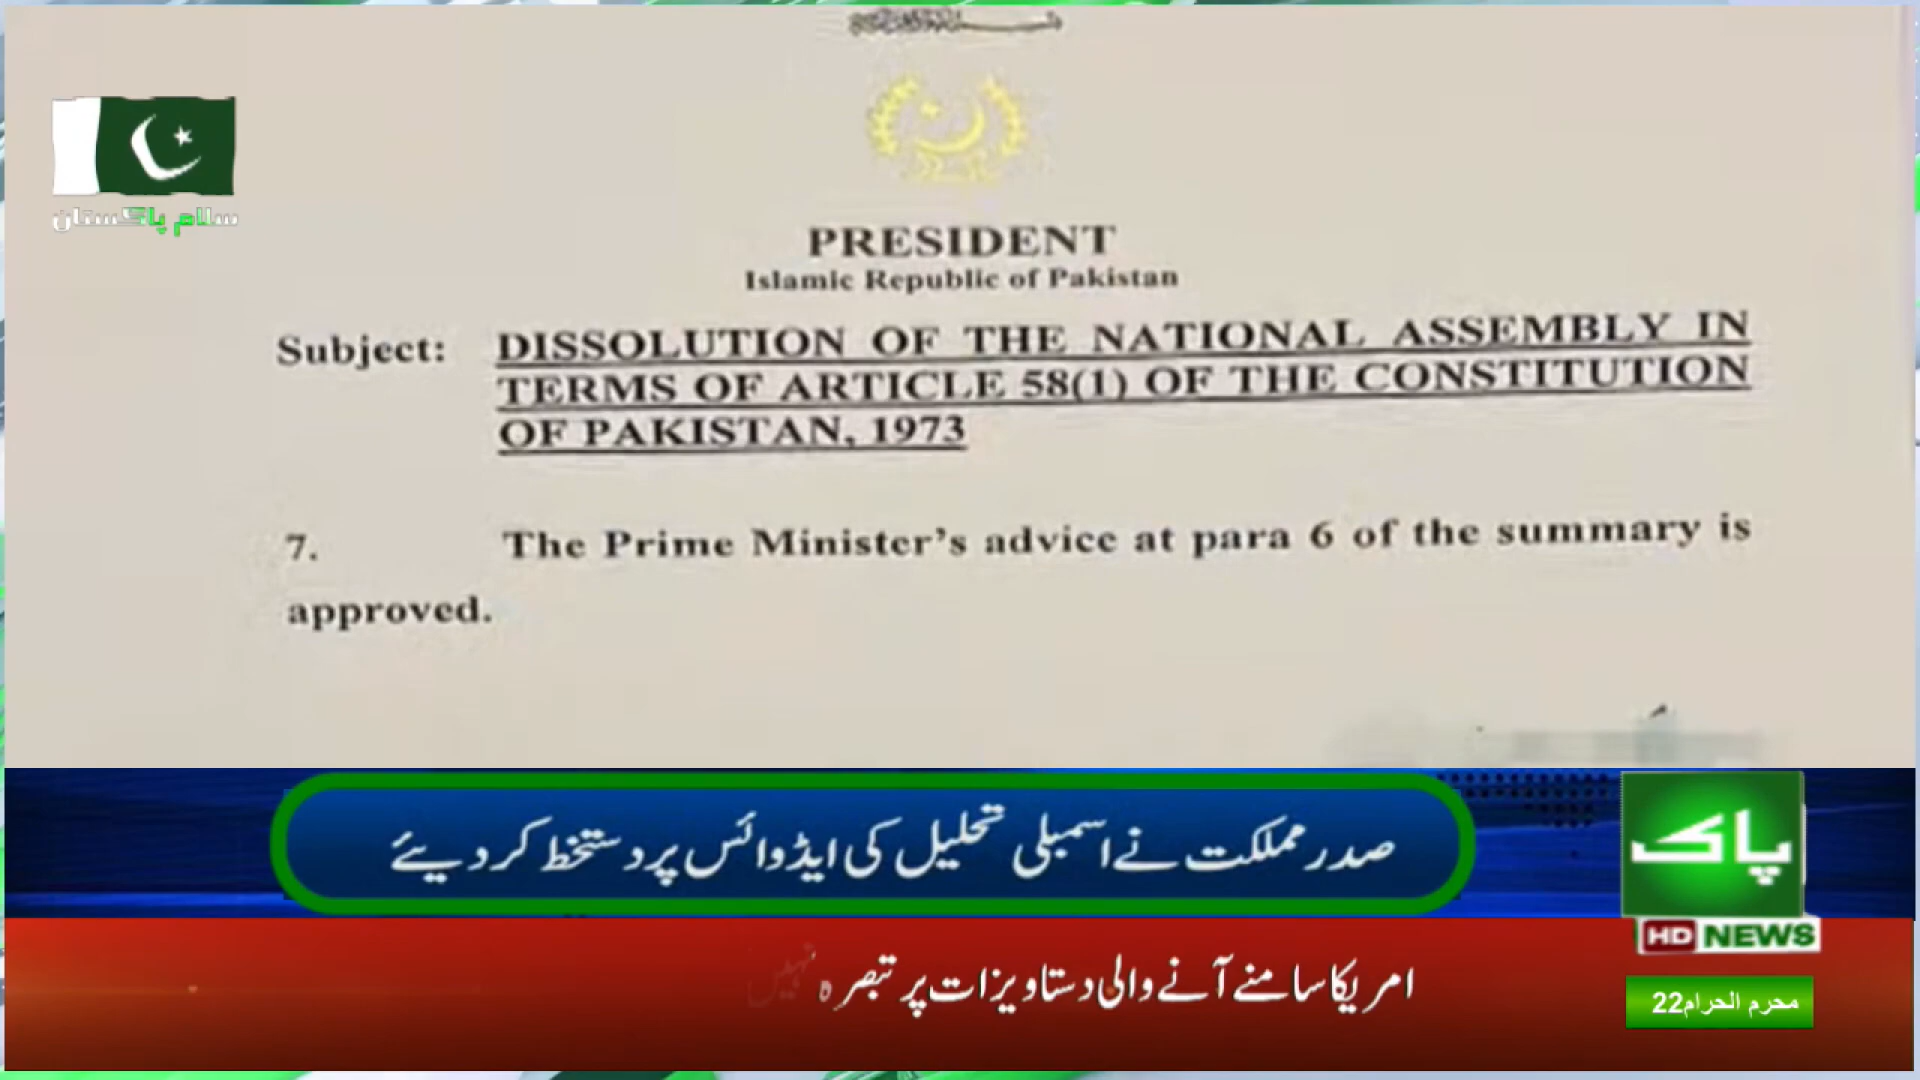 سلام پاکستان
PRESIDENT
Islamic Republic of Pakistan
Subject: DISSOLUTION OF THE NATIONAL ASSEMBLY IN
TERMS OF ARTICLE 58(1) OF THE CONSTITUTION
OF PAKISTAN, 1973
7. The Prime Minister's advice at para 6 of the summary is
approved.
صدر مملکت نے اسمبلی تحلیل کی ایڈوائس پر دستخط کر دیئے
پاک
HD NEWS
امریکا سامنے آنے والی دستاویزات پر تبصرہ نہیں
محرم الحرام22